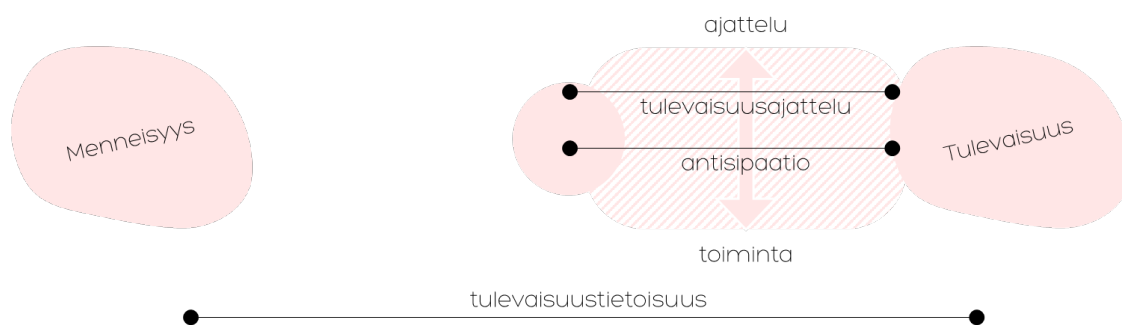 ajattelu
tulevaisuusajattelu
Menneisyys
Tulevaisuus
antisipaatio
toiminta
tulevaisuustietoisuus